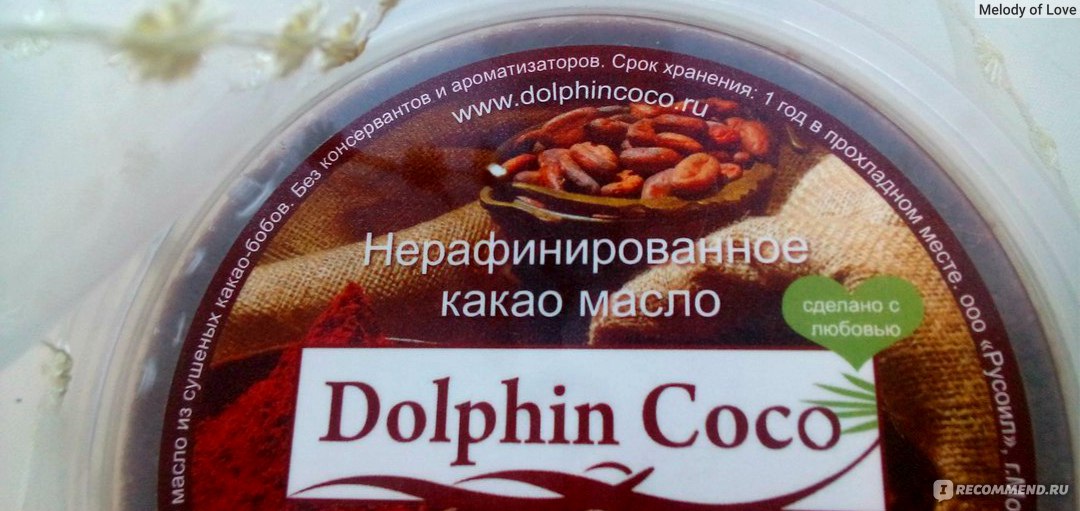 Melody of Love
масло из сушеных какао-бобов. Без консервантов и ароматизаторов. Срок хранения: 1 год в прохладном месте. ооо «Русоил», г.
www.dolphincoco.ru
Нерафинированное
какао масло
сделано с
любовью
Dolphin Coco
IRECOMMEND.RU